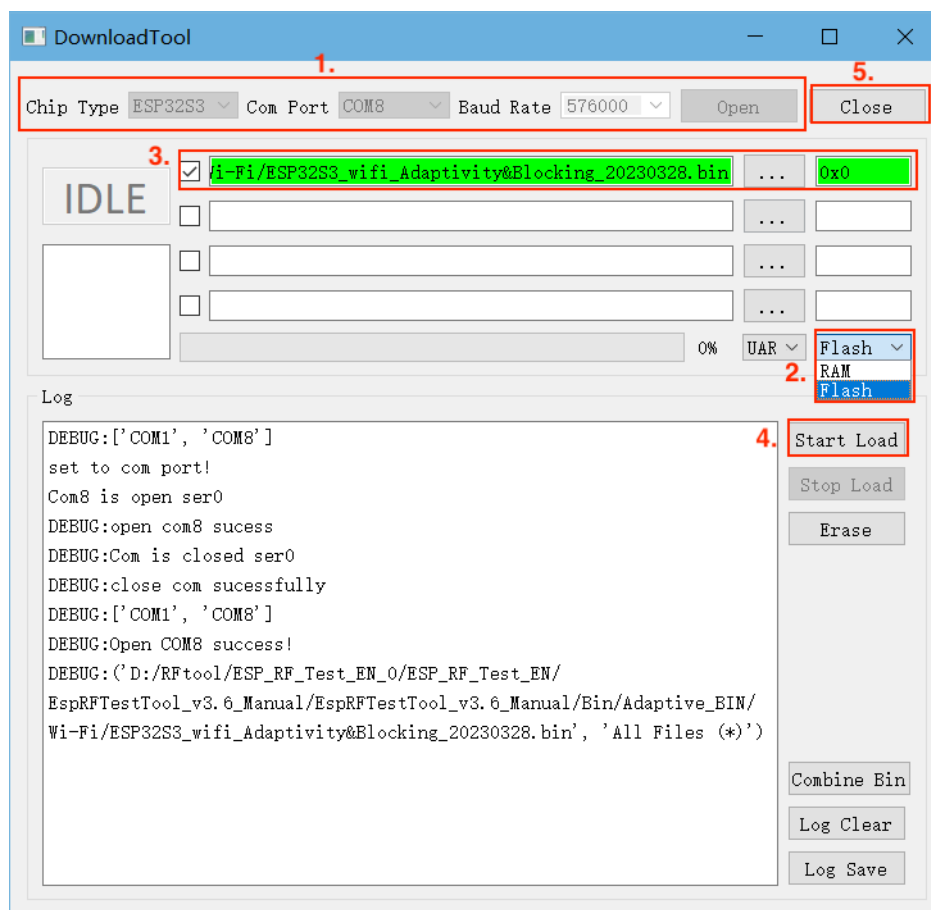 DownloadTool
1.
5.
Chip Type ESP32S3 Com Port COM8 Baud Rate 576000 Open Close
3.
/i-Fi/ESP32S3_wifi_Adaptivity&Blocking_20230328.bin ... 0x0
IDLE
...
...
...
0% UAR Flash
2.
RAM
Flash
Log
DEBUG:['COM1', 'COM8']
4.
Start Load
set to com port!
Com8 is open ser0
Stop Load
DEBUG:open com8 sucess
Erase
DEBUG:Com is closed ser0
DEBUG:close com sucessfully
DEBUG:['COM1', 'COM8']
DEBUG:Open COM8 success!
DEBUG:('D:/RFtool/ESP_RF_Test_EN_0/ESP_RF_Test_EN/
EspRFTestTool_v3.6_Manual/EspRFTestTool_v3.6_Manual/Bin/Adaptive_BIN/
Wi-Fi/ESP32S3_wifi_Adaptivity&Blocking_20230328.bin', 'All Files (*)')
Combine Bin
Log Clear
Log Save